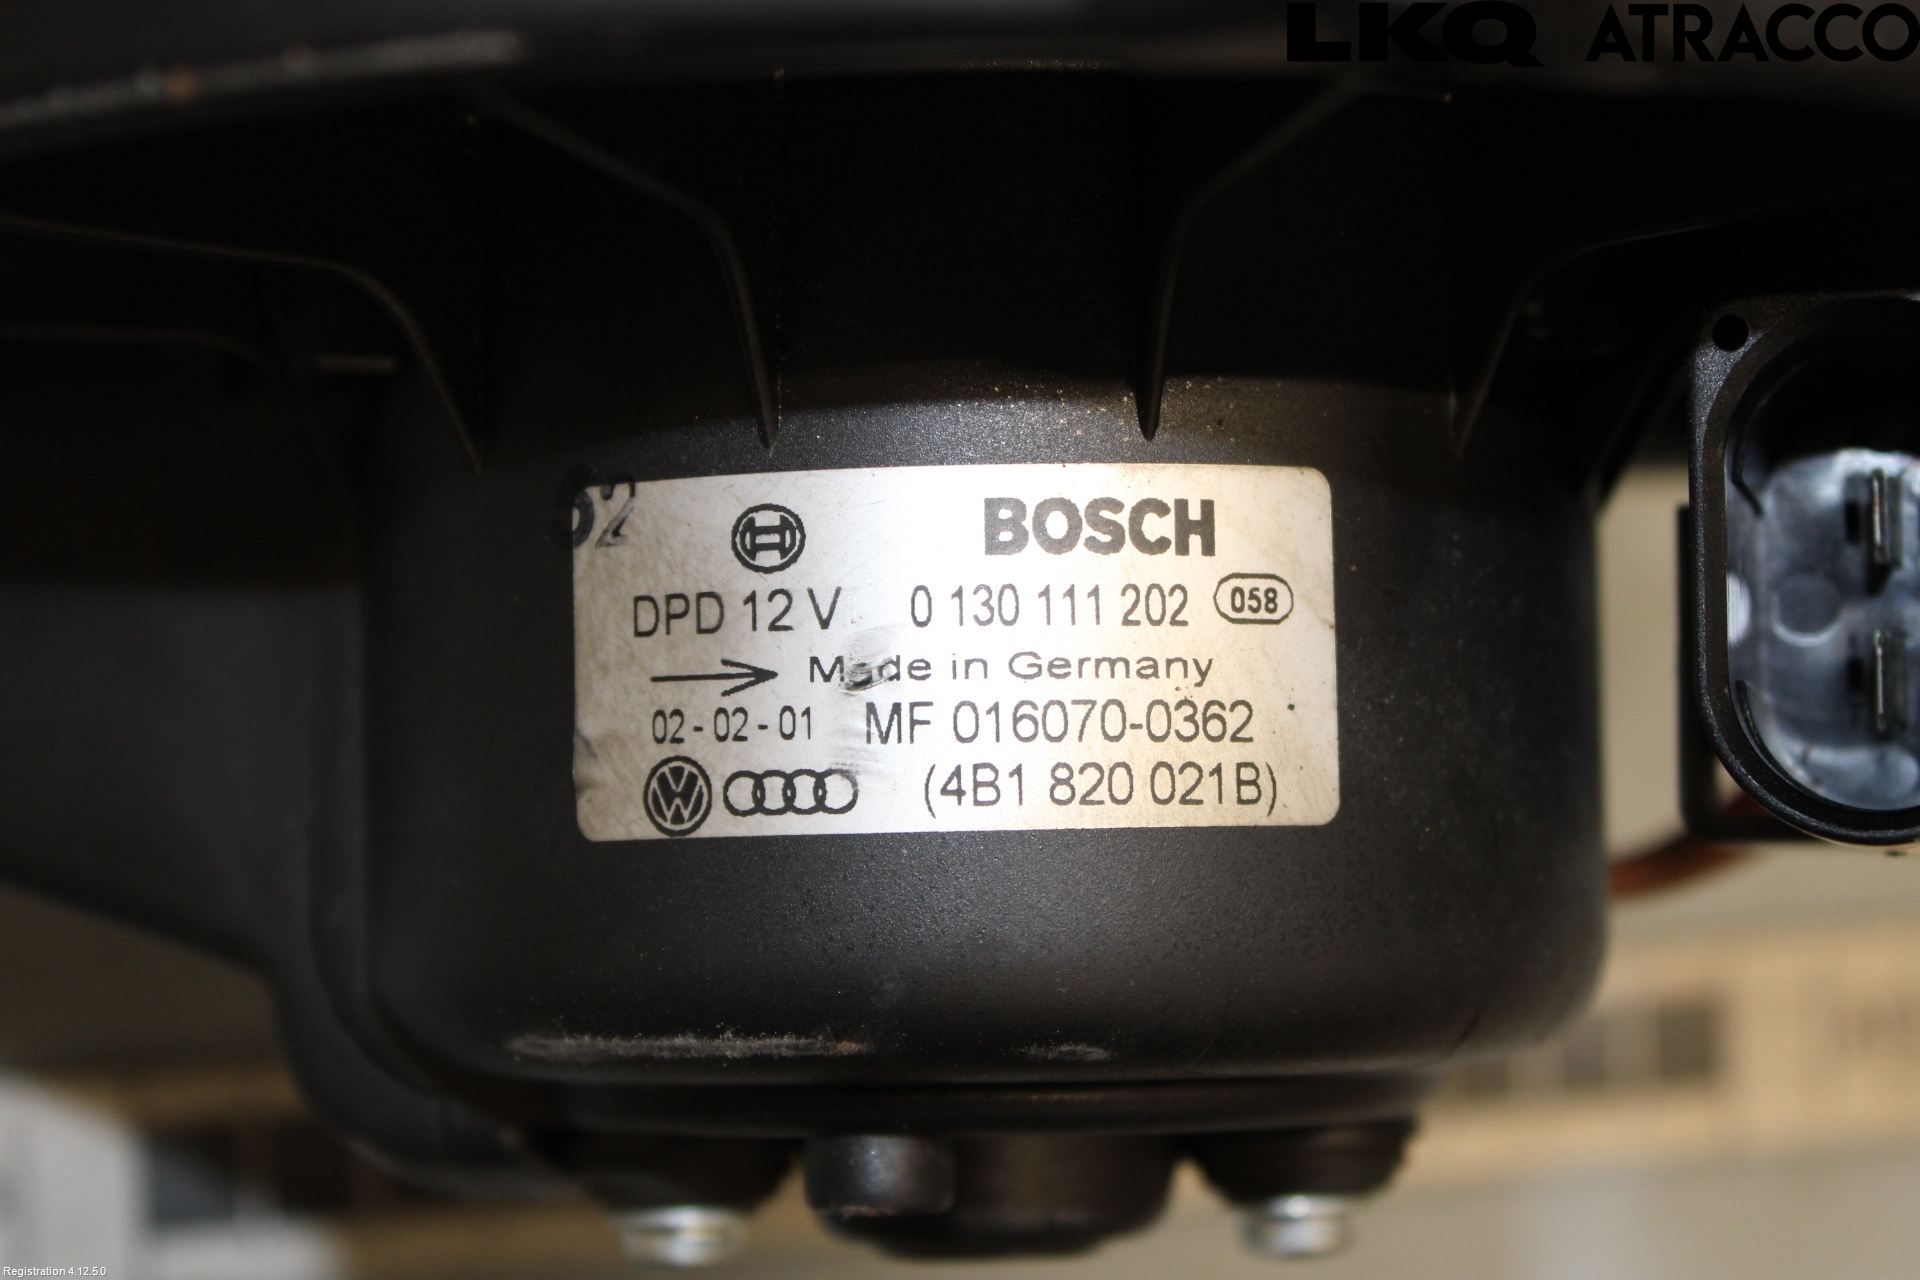 LKQ ATRACCO
BOSCH
DPD 12 V 0 130 111 202 058
Made in Germany
02-02-01 MF 016070-0362
VW (4B1 820 021B)
Registration 4.12.5.0